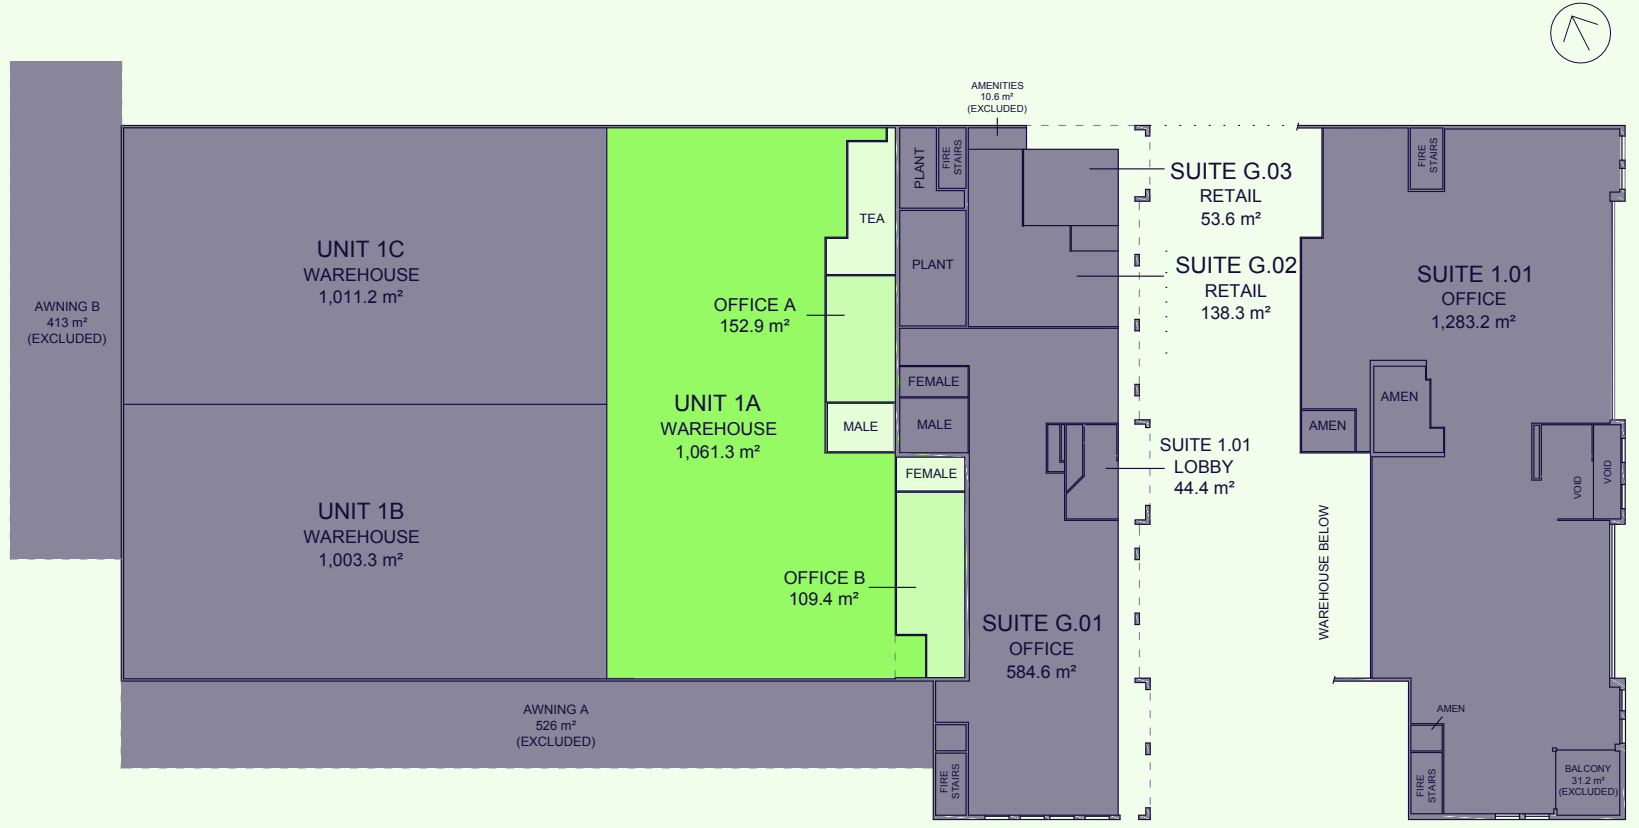 AMENITIES
10.6 m²
(EXCLUDED)
AWNING B
413 m²
(EXCLUDED)
UNIT 1C
WAREHOUSE
1,011.2 m²
UNIT 1B
WAREHOUSE
1,003.3 m²
UNIT 1A
WAREHOUSE
1,061.3 m²
TEA
OFFICE A
152.9 m²
MALE
FEMALE
OFFICE B
109.4 m²
PLANT
FIRE
STAIRS
PLANT
FEMALE
MALE
SUITE G.03
RETAIL
53.6 m²
SUITE G.02
RETAIL
138.3 m²
SUITE 1.01
LOBBY
44.4 m²
SUITE G.01
OFFICE
584.6 m²
FIRE
STAIRS
AWNING A
526 m²
(EXCLUDED)
WAREHOUSE BELOW
FIRE
STAIRS
SUITE 1.01
OFFICE
1,283.2 m²
AMEN
AMEN
VOID
VOID
AMEN
FIRE
STAIRS
BALCONY
31.2 m²
(EXCLUDED)